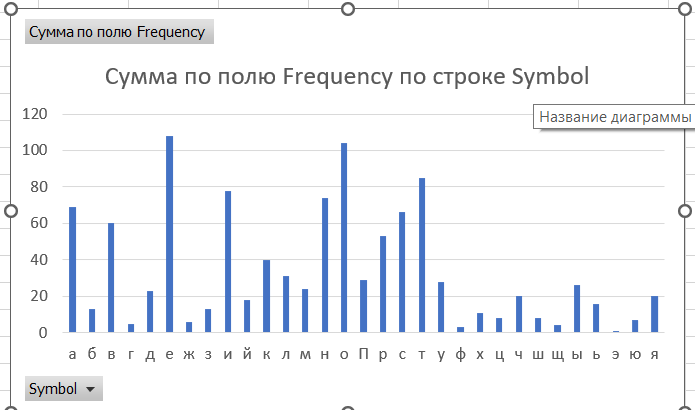 Сумма по полю Frequency
Сумма по полю Frequency по строке Symbol
Название диаграммы
120
100
80
60
40
20
0
а б в г д е ж з и й к л м н о П р с т у ф х ц ч ш щ ы ь э ю я
Symbol